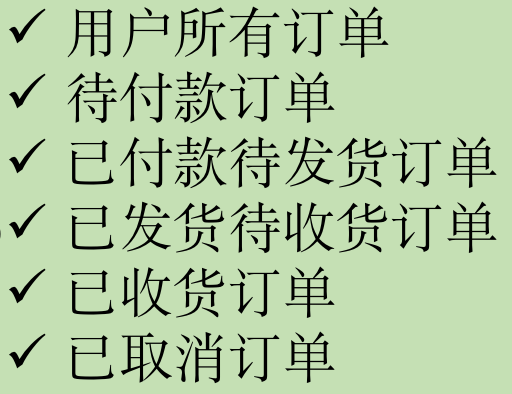 ✓ 用户所有订单
✓ 待付款订单
✓ 已付款待发货订单
✓ 已发货待收货订单
✓ 已收货订单
✓ 已取消订单